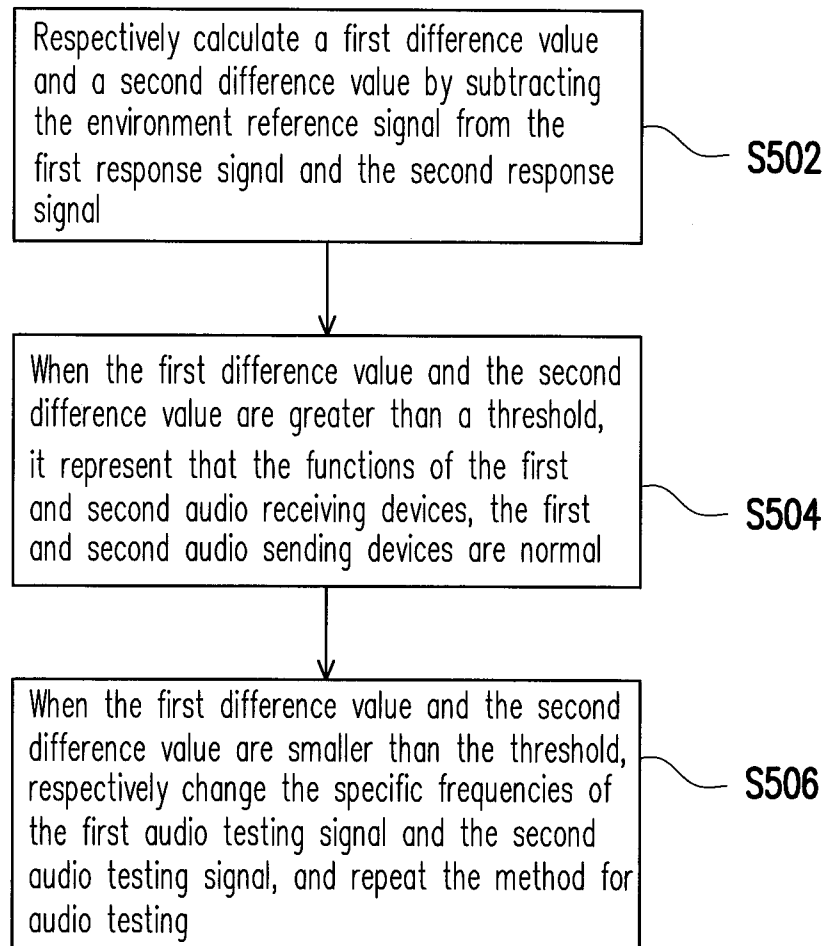 Respectively calculate a first difference value
and a second difference value by subtracting
the environment reference signal from the
first response signal and the second response
signal
S502
When the first difference value and the second
difference value are greater than a threshold,
it represent that the functions of the first
and second audio receiving devices, the first
and second audio sending devices are normal
S504
When the first difference value and the second
difference value are smaller than the threshold,
respectively change the specific frequencies of
the first audio testing signal and the second
audio testing signal, and repeat the method for
audio testing
S506